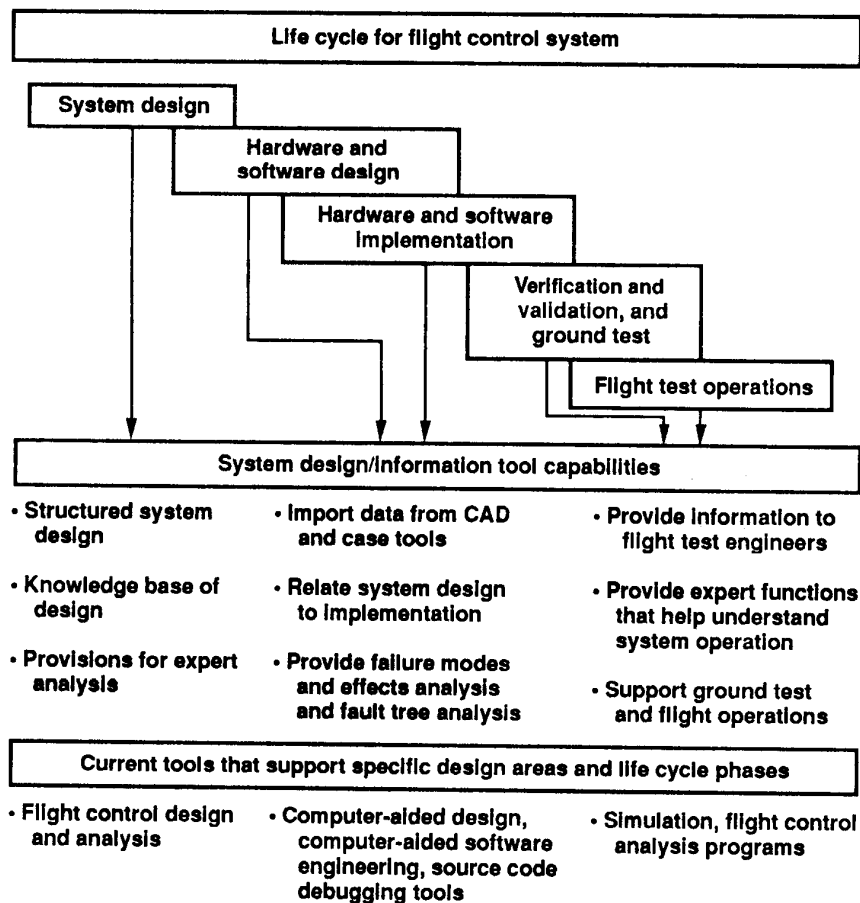 Life cycle for flight control system
System design
Hardware and
software design
Hardware and software
implementation
Verification and
validation, and
ground test
Flight test operations
System design/information tool capabilities
• Structured system
design
• Knowledge base of
design
• Provisions for expert
analysis
• Import data from CAD
and case tools
• Relate system design
to implementation
• Provide failure modes
and effects analysis
and fault tree analysis
• Provide information to
flight test engineers
• Provide expert functions
that help understand
system operation
• Support ground test
and flight operations
Current tools that support specific design areas and life cycle phases
• Flight control design
and analysis
• Computer-aided design,
computer-aided software
engineering, source code
debugging tools
• Simulation, flight control
analysis programs